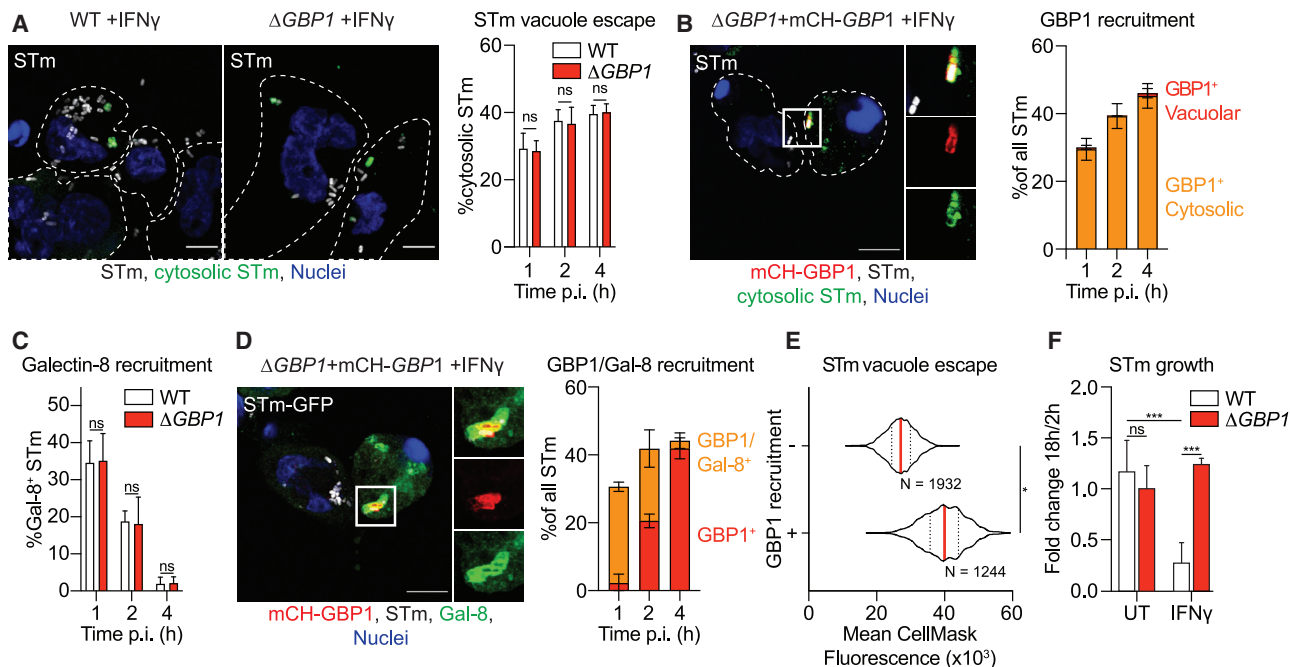 A
WT +IFNγ
ΔGBP1 +IFNγ
STm
STm
STm, cytosolic STm, Nuclei
STm vacuole escape
WT
ΔGBP1
ns
ns
ns
%cytosolic STm
60
40
20
0
1 2 4
Time p.i. (h)
B
ΔGBP1+mCH-GBP1 +IFNγ
STm
mCH-GBP1, STm,
cytosolic STm, Nuclei
GBP1 recruitment
%of all STm
60
40
20
0
1 2 4
Time p.i. (h)
GBP1+
Vacuolar
GBP1+
Cytosolic
C
Galectin-8 recruitment
WT
ΔGBP1
ns
ns
ns
%Gal-8+ STm
50
40
30
20
10
0
1 2 4
Time p.i. (h)
D
ΔGBP1+mCH-GBP1 +IFNγ
STm-GFP
mCH-GBP1, STm, Gal-8,
Nuclei
GBP1/Gal-8 recruitment
%of all STm
60
40
20
0
1 2 4
Time p.i. (h)
GBP1/
Gal-8+
GBP1+
E
STm vacuole escape
GBP1 recruitment
-
+
N = 1932
N = 1244
*
0 20 40 60
Mean CellMask
Fluorescence (x10³)
F
STm growth
WT
ΔGBP1
***
ns
***
Fold change 18h/2h
2.0
1.5
1.0
0.5
0.0
UT IFNγ